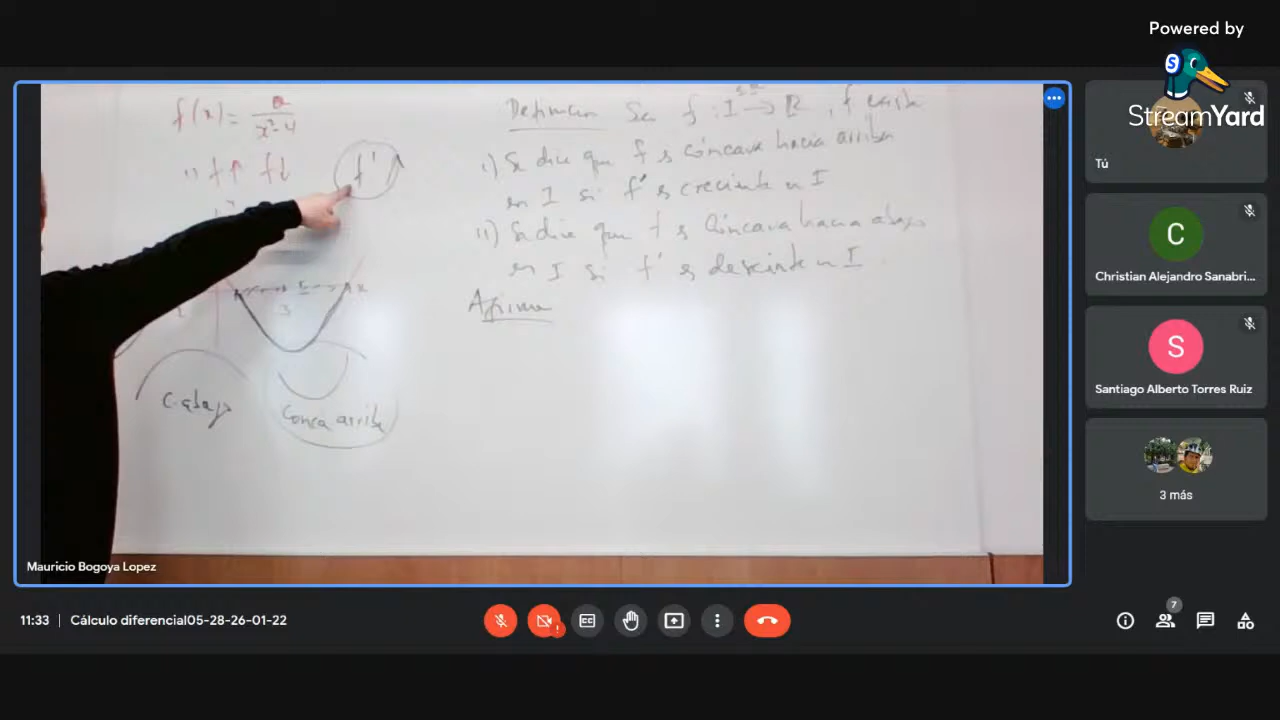 Powered by
StreamYard
f(x)=
x²-4
f'
1) f↑ f↓
C. abajo
Conca arriba
Definición Sea f: I → R, f
i) Se dice que f es cóncava hacia arriba
en I si f' es creciente en I
ii) Se dice que f es Cóncava hacia abajo
en I si f' es decreciente en I
Tú
Christian Alejandro Sanabri...
Santiago Alberto Torres Ruiz
3 más
Mauricio Bogoya Lopez
11:33 | Cálculo diferencial05-28-26-01-22
7